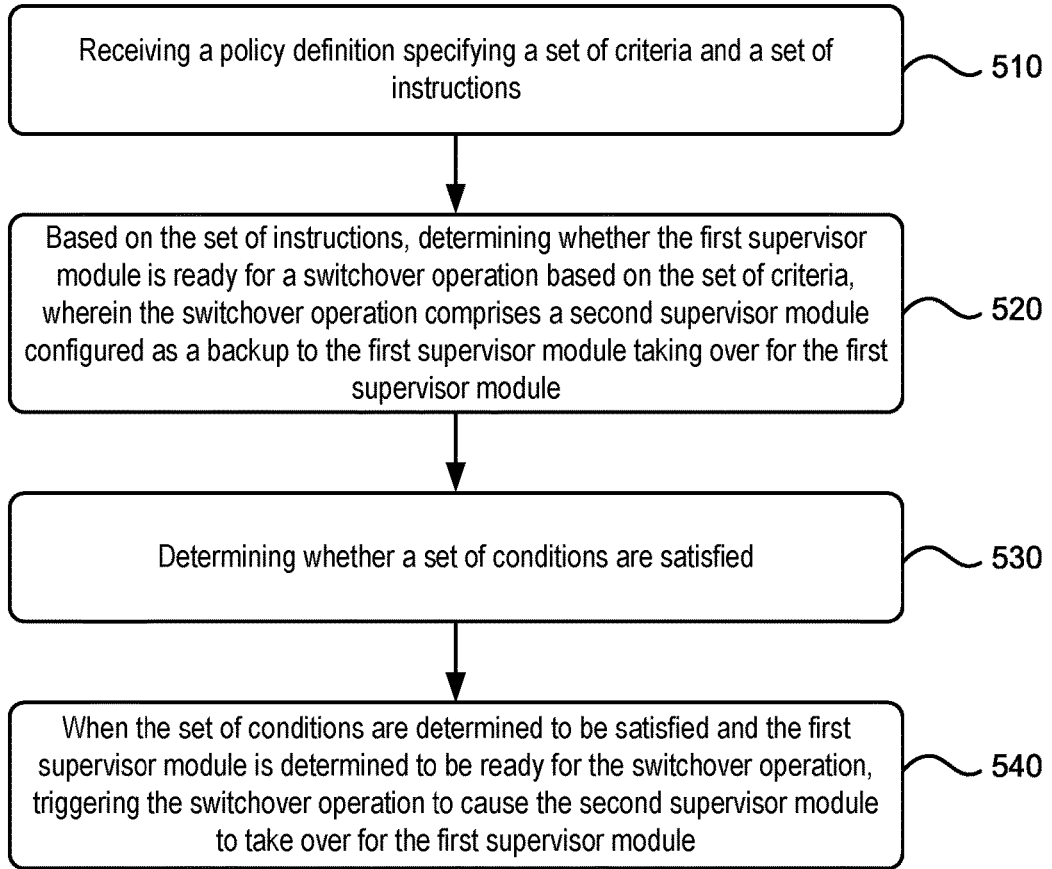 Receiving a policy definition specifying a set of criteria and a set of
instructions
510
Based on the set of instructions, determining whether the first supervisor
module is ready for a switchover operation based on the set of criteria,
wherein the switchover operation comprises a second supervisor module
configured as a backup to the first supervisor module taking over for the first
supervisor module
520
Determining whether a set of conditions are satisfied
530
When the set of conditions are determined to be satisfied and the first
supervisor module is determined to be ready for the switchover operation,
triggering the switchover operation to cause the second supervisor module
to take over for the first supervisor module
540